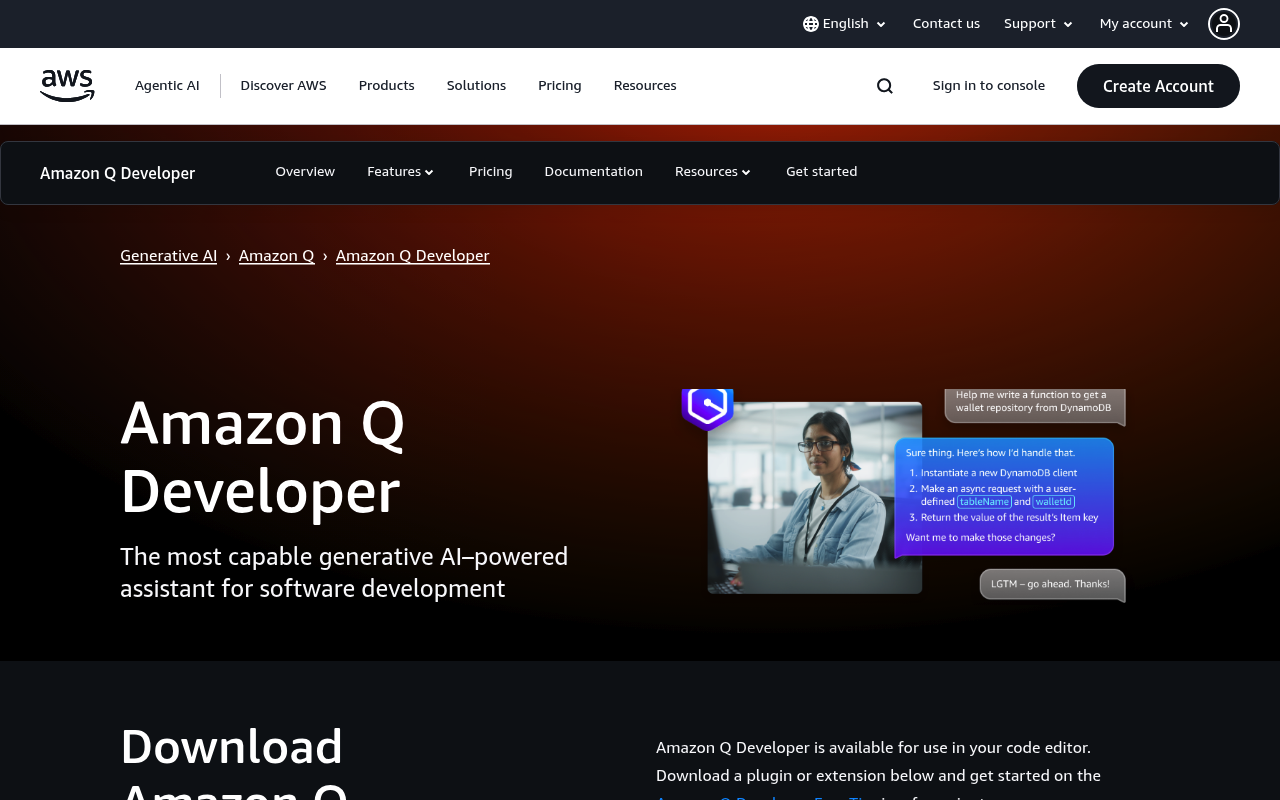 English
Contact us
Support
My account
aws
Agentic AI
Discover AWS
Products
Solutions
Pricing
Resources
Sign in to console
Create Account
Amazon Q Developer
Overview
Features
Pricing
Documentation
Resources
Get started
Generative AI › Amazon Q › Amazon Q Developer
Amazon Q
Developer
The most capable generative AI–powered
assistant for software development
Help me write a function to get a
wallet repository from DynamoDB
Sure thing. Here's how I'd handle that.
1. Instantiate a new DynamoDB client
2. Make an async request with a user-
defined tableName and walletId
3. Return the value of the result's Item key
Want me to make those changes?
LGTM – go ahead. Thanks!
Download
Amazon Q
Amazon Q Developer is available for use in your code editor.
Download a plugin or extension below and get started on the